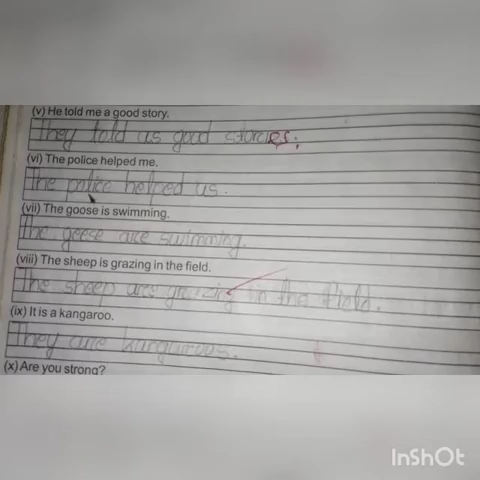 (v) He told me a good story.
They told us good stories.
(vi) The police helped me.
The police helped us.
(vii) The goose is swimming.
The geese are swimming.
(viii) The sheep is grazing in the field.
The sheep are grazing in the field.
(ix) It is a kangaroo.
They are kangaroos.
(x) Are you strong?
InShOt